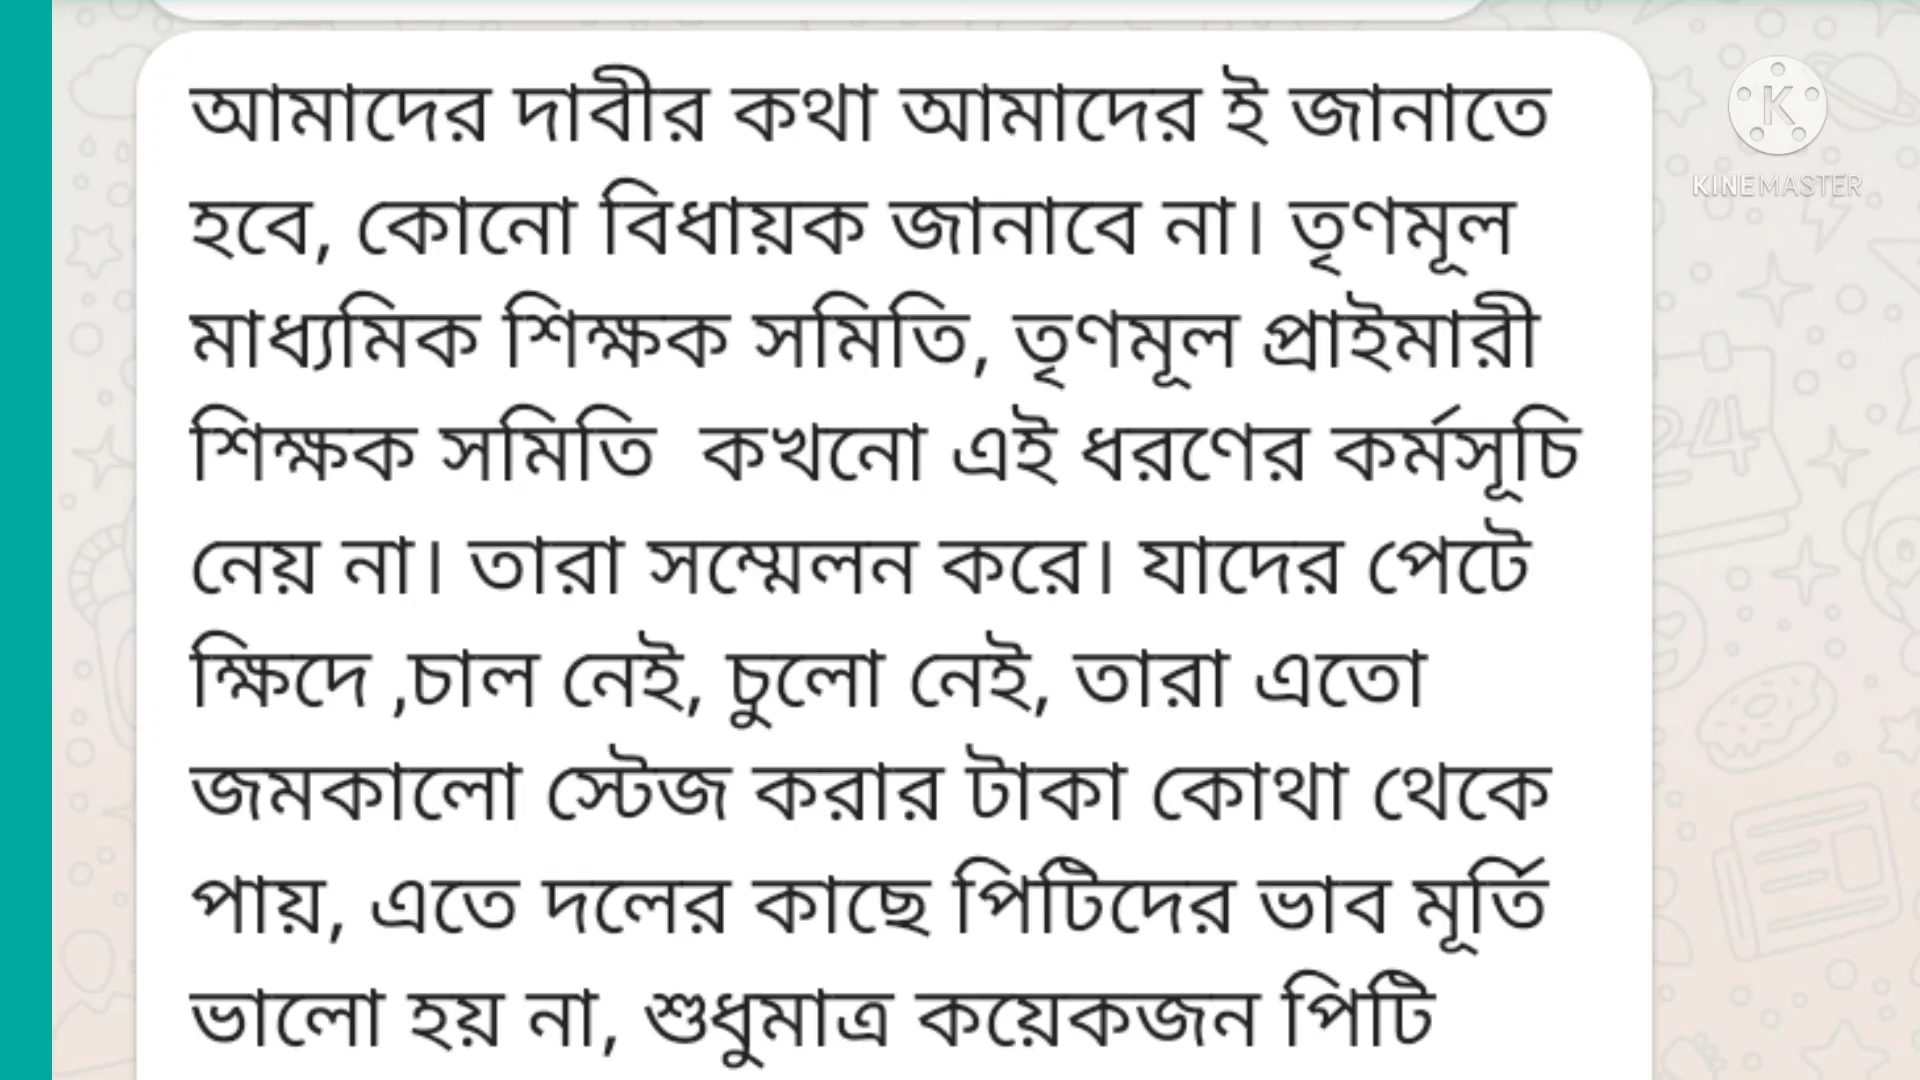 আমাদের দাবীর কথা আমাদের ই জানাতে
হবে, কোনো বিধায়ক জানাবে না। তৃণমূল
মাধ্যমিক শিক্ষক সমিতি, তৃণমূল প্রাইমারী
শিক্ষক সমিতি  কখনো এই ধরণের কর্মসূচি
নেয় না। তারা সম্মেলন করে। যাদের পেটে
ক্ষিদে ,চাল নেই, চুলো নেই, তারা এতো
জমকালো স্টেজ করার টাকা কোথা থেকে
পায়, এতে দলের কাছে পিটিদের ভাব মূর্তি
ভালো হয় না, শুধুমাত্র কয়েকজন পিটি
K
KINEMASTER